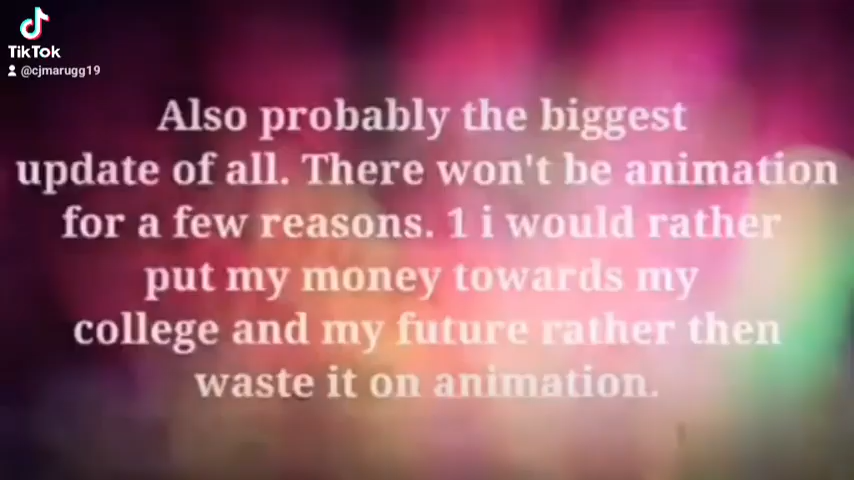 TikTok
@cjmarugg19
Also probably the biggest
update of all. There won't be animation
for a few reasons. 1 i would rather
put my money towards my
college and my future rather then
waste it on animation.